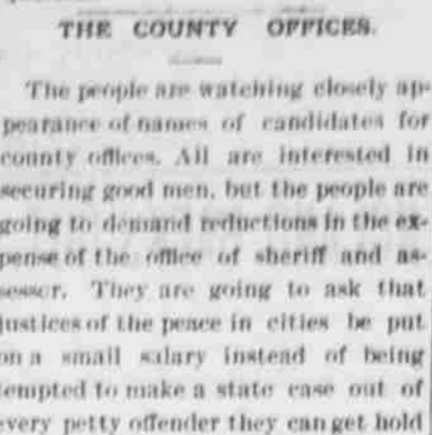 THE COUNTY OFFICES.
The people are watching closely ap-
pearance of names of candidates for
county offices. All are interested in
securing good men, but the people are
going to demand reductions in the ex-
pense of the office of sheriff and as-
sessor. They are going to ask that
justices of the peace in cities be put
on a small salary instead of being
tempted to make a state case out of
every petty offender they can get hold